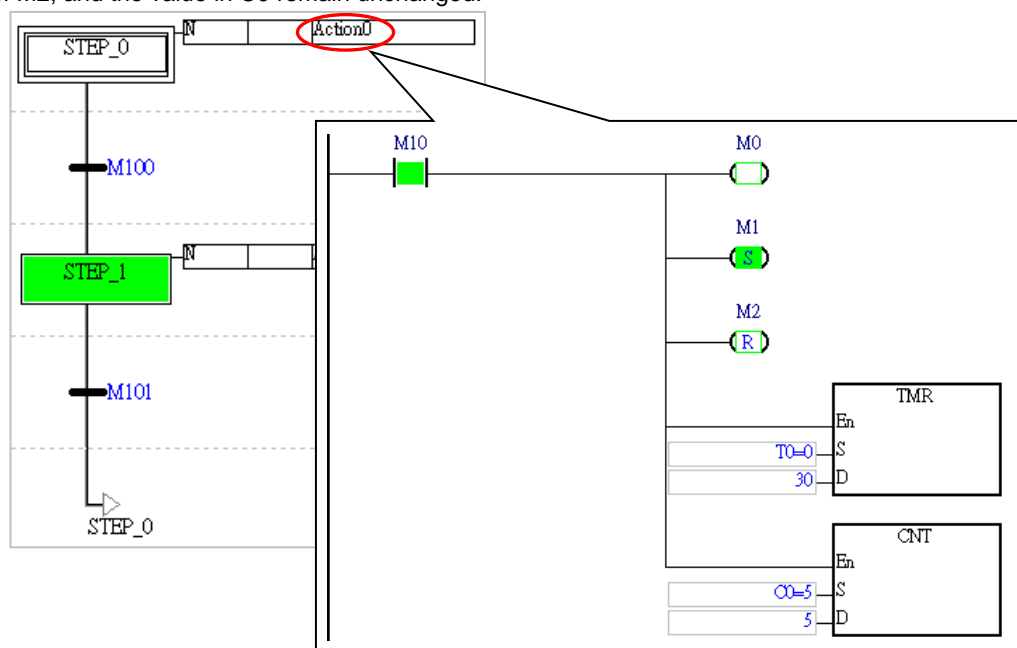 M2, and the value in C0 remain unchanged.
N
Action0
STEP_0
M100
N
STEP_1
M101
STEP_0
M10
M0
M1
S
M2
R
TMR
En
T0=0
S
30
D
CNT
En
C0=5
S
5
D